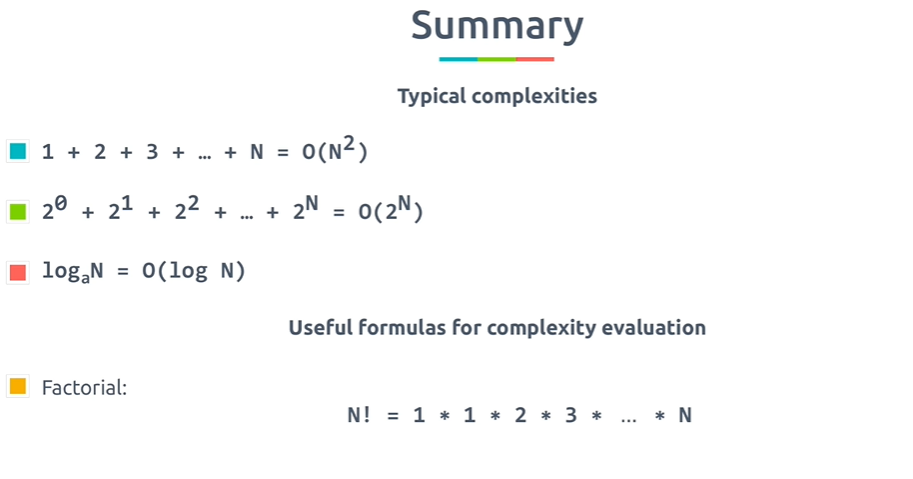 Summary
Typical complexities
1 + 2 + 3 + … + N = O(N²)
2⁰ + 2¹ + 2² + … + 2ᴺ = O(2ᴺ)
logₐN = O(log N)
Useful formulas for complexity evaluation
Factorial:
N! = 1 * 1 * 2 * 3 * … * N